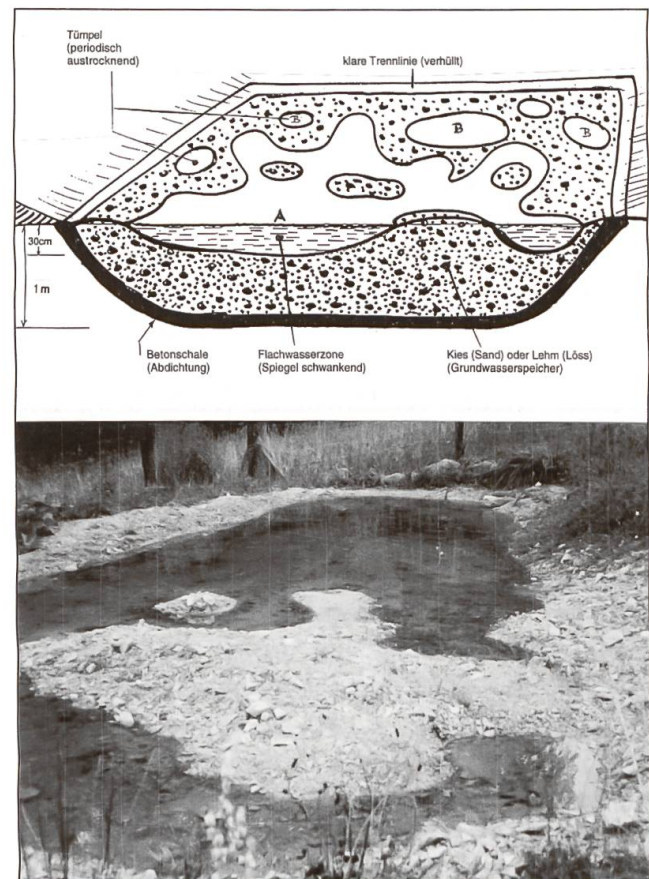 Tümpel
(periodisch
austrocknend)
klare Trennlinie (verhüllt)
B
B
B
A
30cm
1 m
Betonschale
(Abdichtung)
Flachwasserzone
(Spiegel schwankend)
Kies (Sand) oder Lehm (Löss)
(Grundwasserspeicher)